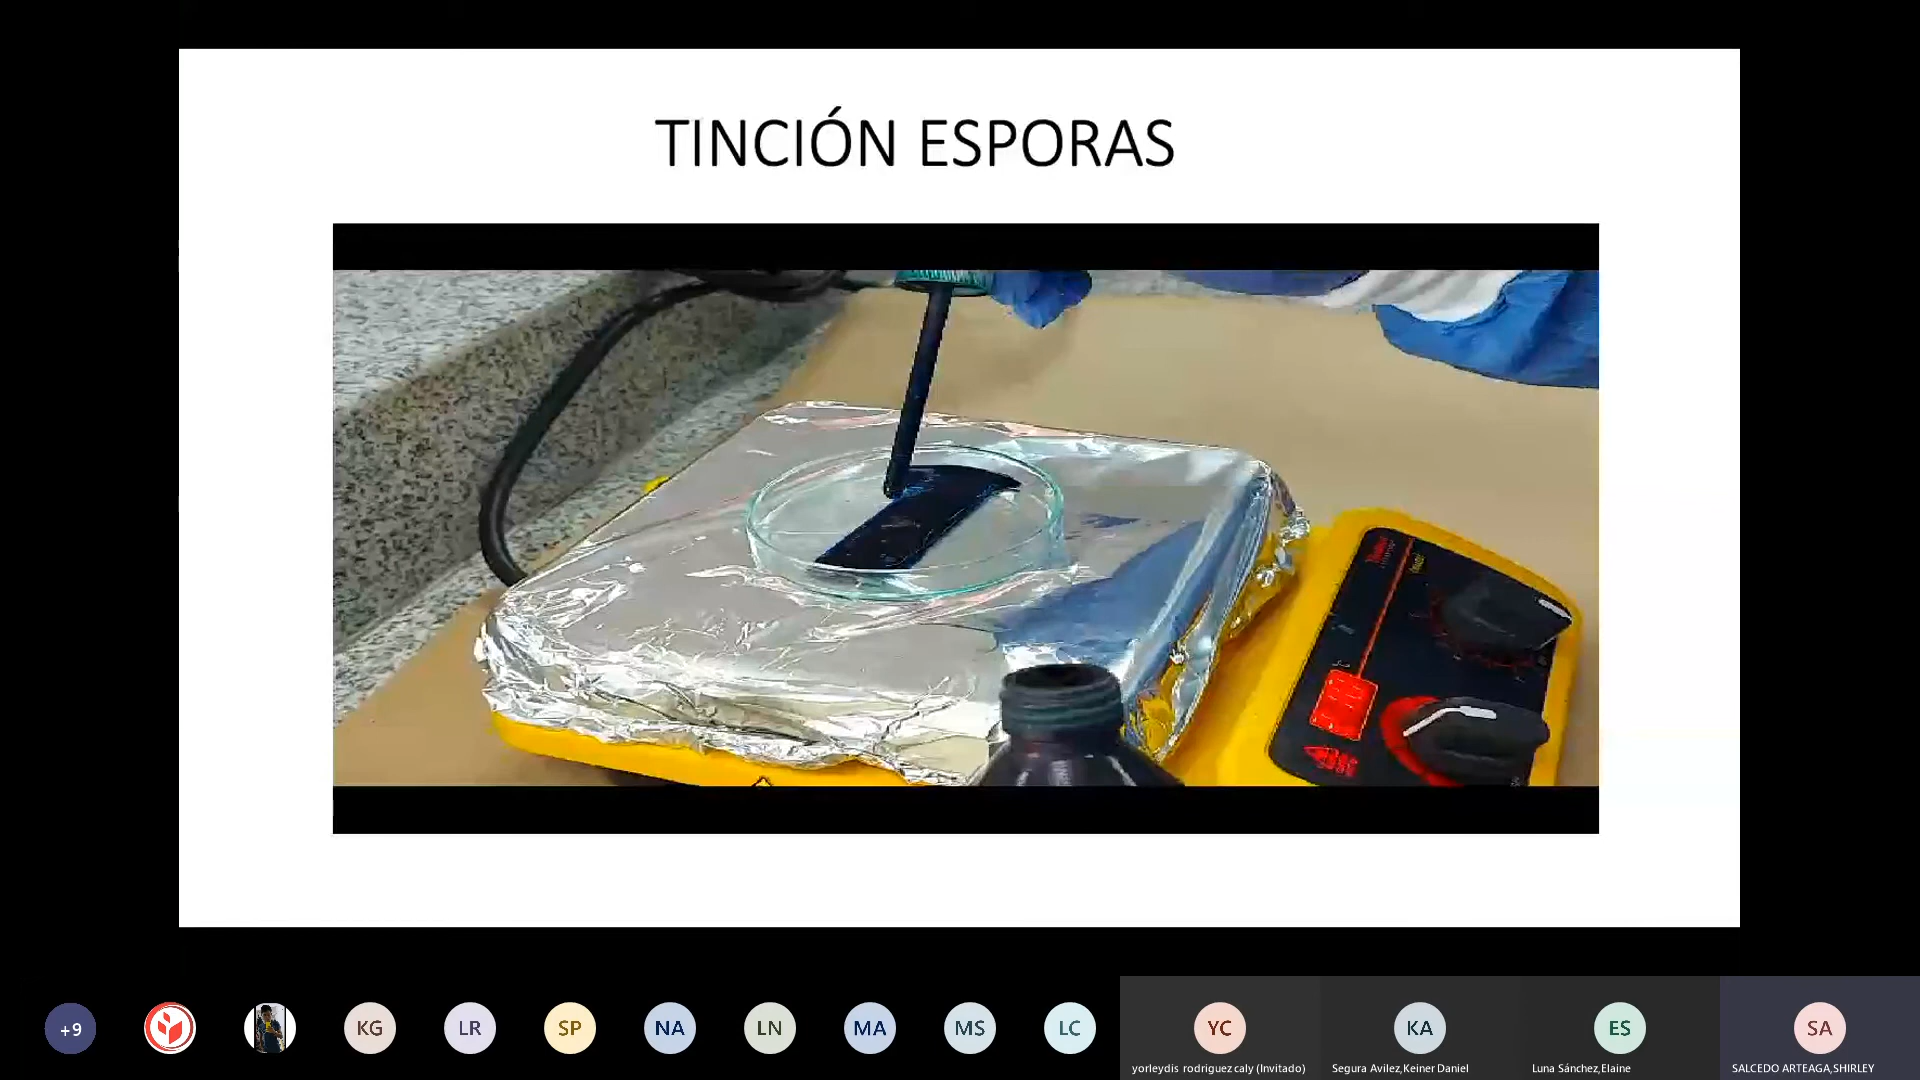 TINCIÓN ESPORAS
+9
KG
LR
SP
NA
LN
MA
MS
LC
YC
KA
ES
SA
yorleydis rodriguez caly (Invitado)
Segura Avilez,Keiner Daniel
Luna Sánchez,Elaine
SALCEDO ARTEAGA,SHIRLEY